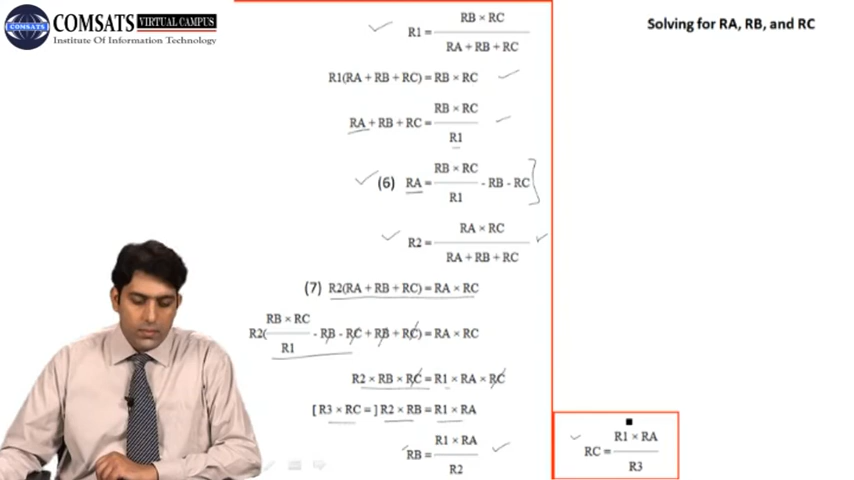 COMSATS VIRTUAL CAMPUS
Institute Of Information Technology
COMSATS
R1 = RB × RC / RA + RB + RC
R1(RA + RB + RC) = RB × RC
RA + RB + RC = RB × RC / R1
(6) RA = RB × RC / R1 - RB - RC
R2 = RA × RC / RA + RB + RC
(7) R2(RA + RB + RC) = RA × RC
R2( RB × RC / R1 - RB - RC + RB + RC) = RA × RC
R2 × RB × RC = R1 × RA × RC
[ R3 × RC = ] R2 × RB = R1 × RA
RB = R1 × RA / R2
Solving for RA, RB, and RC
RC = R1 × RA / R3